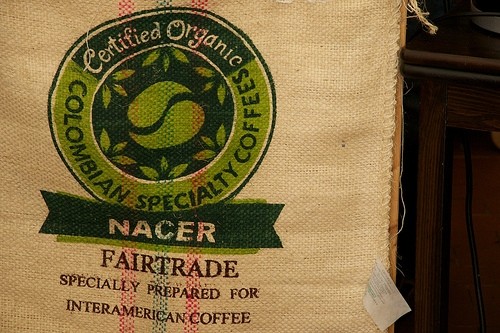 Certified Organic
COLOMBIAN SPECIALTY COFFEES
NACER
FAIRTRADE
SPECIALLY PREPARED FOR
INTERAMERICAN COFFEE